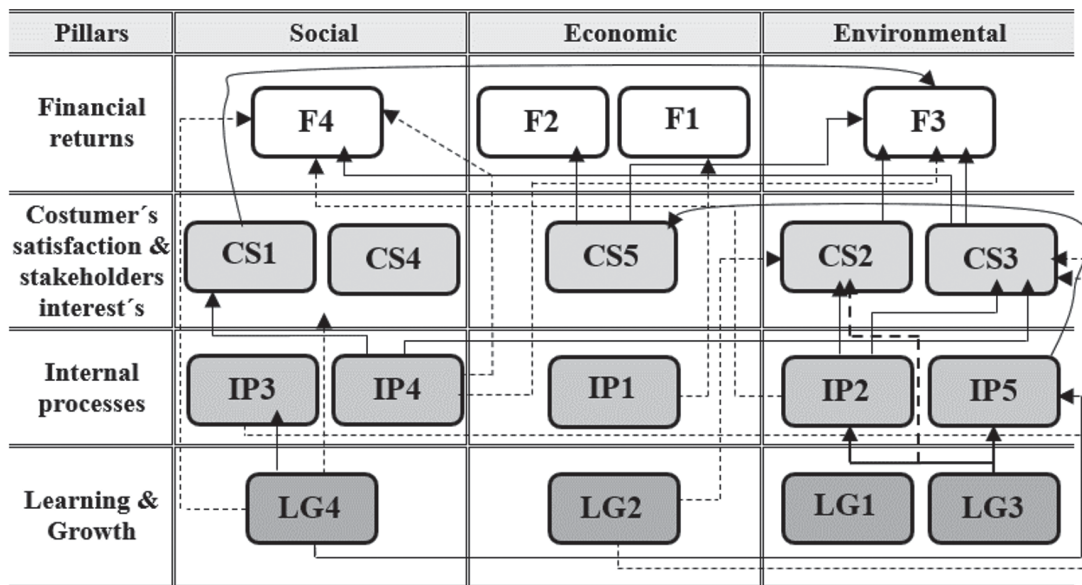 Pillars
Social
Economic
Environmental
Financial
returns
F4
F2
F1
F3
Costumer´s
satisfaction &
stakeholders
interest´s
CS1
CS4
CS5
CS2
CS3
Internal
processes
IP3
IP4
IP1
IP2
IP5
Learning &
Growth
LG4
LG2
LG1
LG3